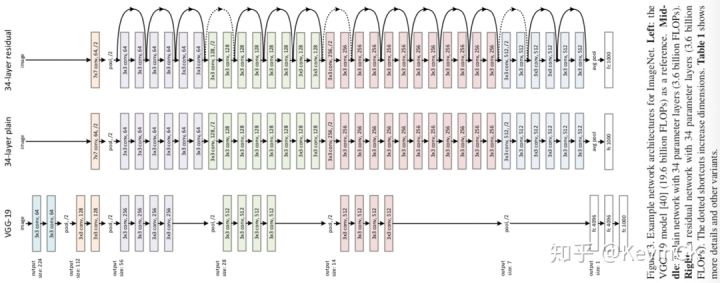 VGG-19
image
3x3 conv, 64
3x3 conv, 64
pool, /2
3x3 conv, 128
3x3 conv, 128
pool, /2
3x3 conv, 256
3x3 conv, 256
3x3 conv, 256
3x3 conv, 256
pool, /2
3x3 conv, 512
3x3 conv, 512
3x3 conv, 512
3x3 conv, 512
pool, /2
3x3 conv, 512
3x3 conv, 512
3x3 conv, 512
3x3 conv, 512
pool, /2
fc 4096
fc 4096
fc 1000
output
size: 224
output
size: 112
output
size: 56
output
size: 28
output
size: 14
output
size: 7
output
size: 1
34-layer plain
image
7x7 conv, 64, /2
pool, /2
3x3 conv, 64
3x3 conv, 64
3x3 conv, 64
3x3 conv, 64
3x3 conv, 64
3x3 conv, 64
3x3 conv, 128, /2
3x3 conv, 128
3x3 conv, 128
3x3 conv, 128
3x3 conv, 128
3x3 conv, 128
3x3 conv, 128
3x3 conv, 128
3x3 conv, 256, /2
3x3 conv, 256
3x3 conv, 256
3x3 conv, 256
3x3 conv, 256
3x3 conv, 256
3x3 conv, 256
3x3 conv, 256
3x3 conv, 256
3x3 conv, 256
3x3 conv, 256
3x3 conv, 256
3x3 conv, 512, /2
3x3 conv, 512
3x3 conv, 512
3x3 conv, 512
3x3 conv, 512
3x3 conv, 512
avg pool
fc 1000
34-layer residual
image
7x7 conv, 64, /2
pool, /2
3x3 conv, 64
3x3 conv, 64
3x3 conv, 64
3x3 conv, 64
3x3 conv, 64
3x3 conv, 64
3x3 conv, 128, /2
3x3 conv, 128
3x3 conv, 128
3x3 conv, 128
3x3 conv, 128
3x3 conv, 128
3x3 conv, 128
3x3 conv, 128
3x3 conv, 256, /2
3x3 conv, 256
3x3 conv, 256
3x3 conv, 256
3x3 conv, 256
3x3 conv, 256
3x3 conv, 256
3x3 conv, 256
3x3 conv, 256
3x3 conv, 256
3x3 conv, 256
3x3 conv, 256
3x3 conv, 512, /2
3x3 conv, 512
3x3 conv, 512
3x3 conv, 512
3x3 conv, 512
3x3 conv, 512
avg pool
fc 1000
Figure 3. Example network architectures for ImageNet. Left: the
VGG-19 model [40] (19.6 billion FLOPs) as a reference. Mid-
dle: a plain network with 34 parameter layers (3.6 billion FLOPs).
Right: a residual network with 34 parameter layers (3.6 billion
FLOPs). The dotted shortcuts increase dimensions. Table 1 shows
more details and other variants.
知乎